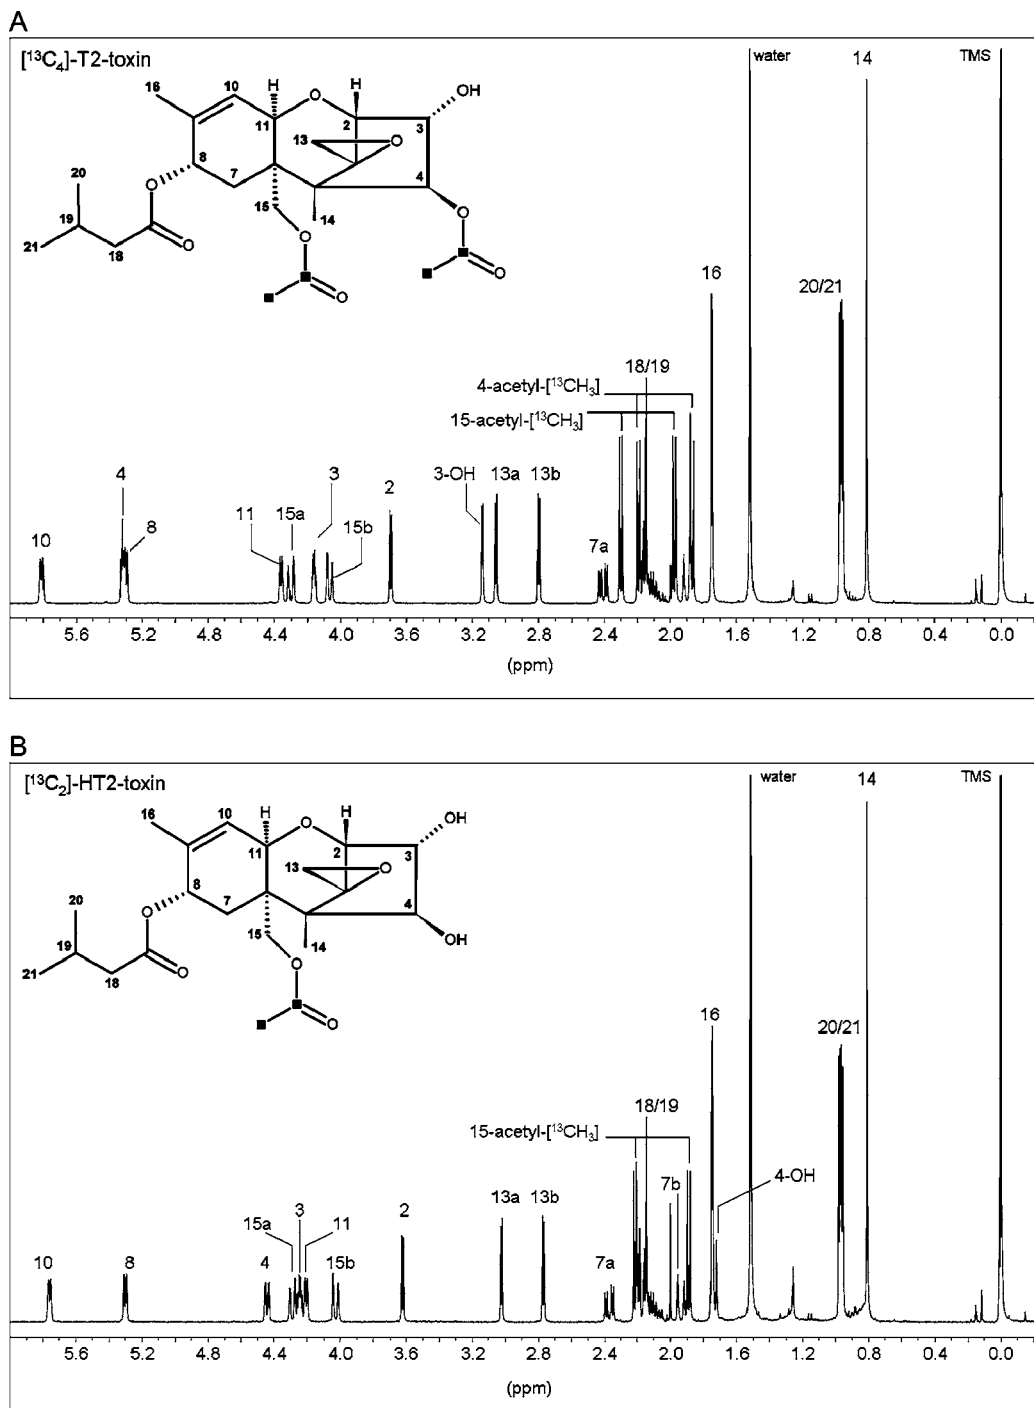 A
[¹³C₄]-T2-toxin
water
14
TMS
16
10
H
O
H
OH
11
2
3
13
O
8
7
4
20
O
15
14
O
19
O
21
18
O
O
O
16
20/21
18/19
4-acetyl-[¹³CH₃]
15-acetyl-[¹³CH₃]
4
3
3-OH
13a
13b
2
8
11
15a
15b
10
7a
5.6 5.2 4.8 4.4 4.0 3.6 3.2 2.8 2.4 2.0 1.6 1.2 0.8 0.4 0.0
(ppm)
B
[¹³C₂]-HT2-toxin
water
14
TMS
16
10
H
O
H
OH
11
2
3
13
O
8
7
4
20
O
15
14
OH
19
O
21
18
O
O
16
20/21
18/19
15-acetyl-[¹³CH₃]
7b
4-OH
13a
13b
2
3
15a
11
10
8
4
15b
7a
5.6 5.2 4.8 4.4 4.0 3.6 3.2 2.8 2.4 2.0 1.6 1.2 0.8 0.4 0.0
(ppm)